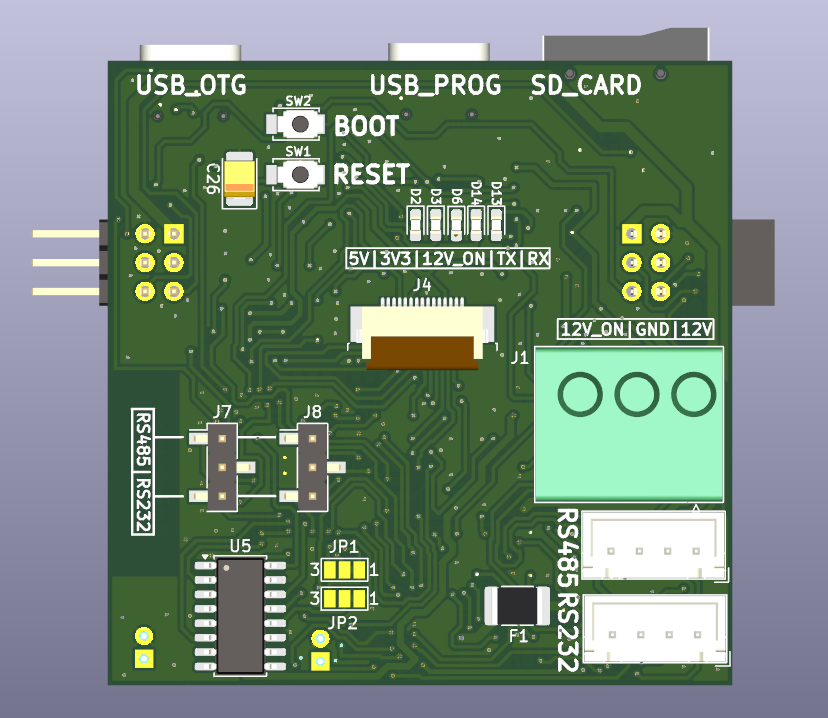 USB_OTG
USB_PROG
SD_CARD
SW2
BOOT
SW1
RESET
C26
D2
D3
D6
D14
D13
5V|3V3|12V_ON|TX|RX
J4
12V_ON|GND|12V
J1
J7
J8
RS485|RS232
U5
JP1
3
1
3
1
JP2
F1
RS485
RS232